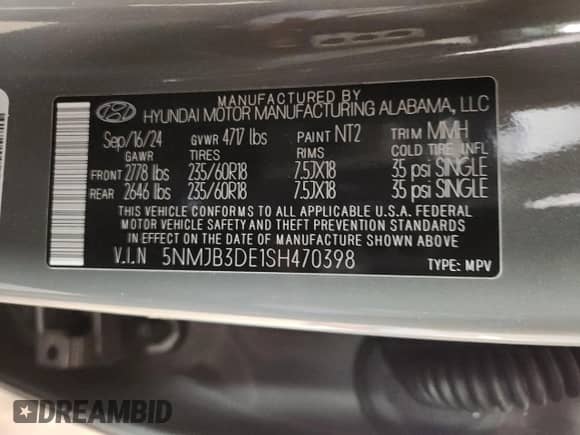 MANUFACTURED BY
HYUNDAI MOTOR MANUFACTURING ALABAMA, LLC
Sep/16/24 GVWR 4717 lbs PAINT NT2 TRIM MMH
GAWR TIRES RIMS COLD TIRE INFL
FRONT 2778 lbs 235/60R18 7.5JX18 35 psi SINGLE
REAR 2646 lbs 235/60R18 7.5JX18 35 psi SINGLE
THIS VEHICLE CONFORMS TO ALL APPLICABLE U.S.A FEDERAL
MOTOR VEHICLE SAFETY AND THEFT PREVENTION STANDARDS
IN EFFECT ON THE DATE OF MANUFACTURE SHOWN ABOVE.
V.I.N 5NMJB3DE1SH470398 TYPE: MPV
DREAMBID